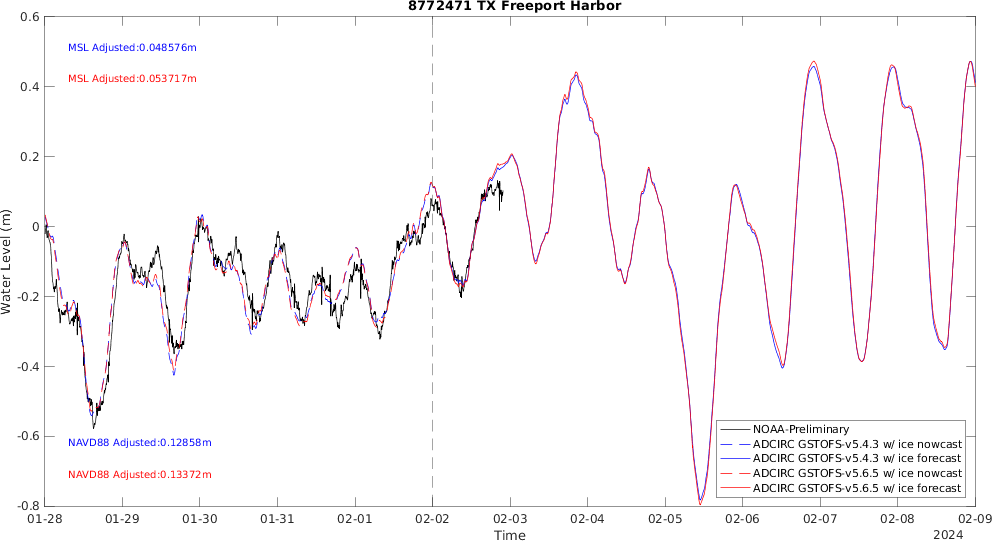 8772471 TX Freeport Harbor
0.6
MSL Adjusted:0.048576m
MSL Adjusted:0.053717m
0.4
0.2
0
-0.2
-0.4
-0.6
-0.8
Water Level (m)
NAVD88 Adjusted:0.12858m
NAVD88 Adjusted:0.13372m
NOAA-Preliminary
ADCIRC GSTOFS-v5.4.3 w/ ice nowcast
ADCIRC GSTOFS-v5.4.3 w/ ice forecast
ADCIRC GSTOFS-v5.6.5 w/ ice nowcast
ADCIRC GSTOFS-v5.6.5 w/ ice forecast
01-28 01-29 01-30 01-31 02-01 02-02 02-03 02-04 02-05 02-06 02-07 02-08 02-09
Time
2024